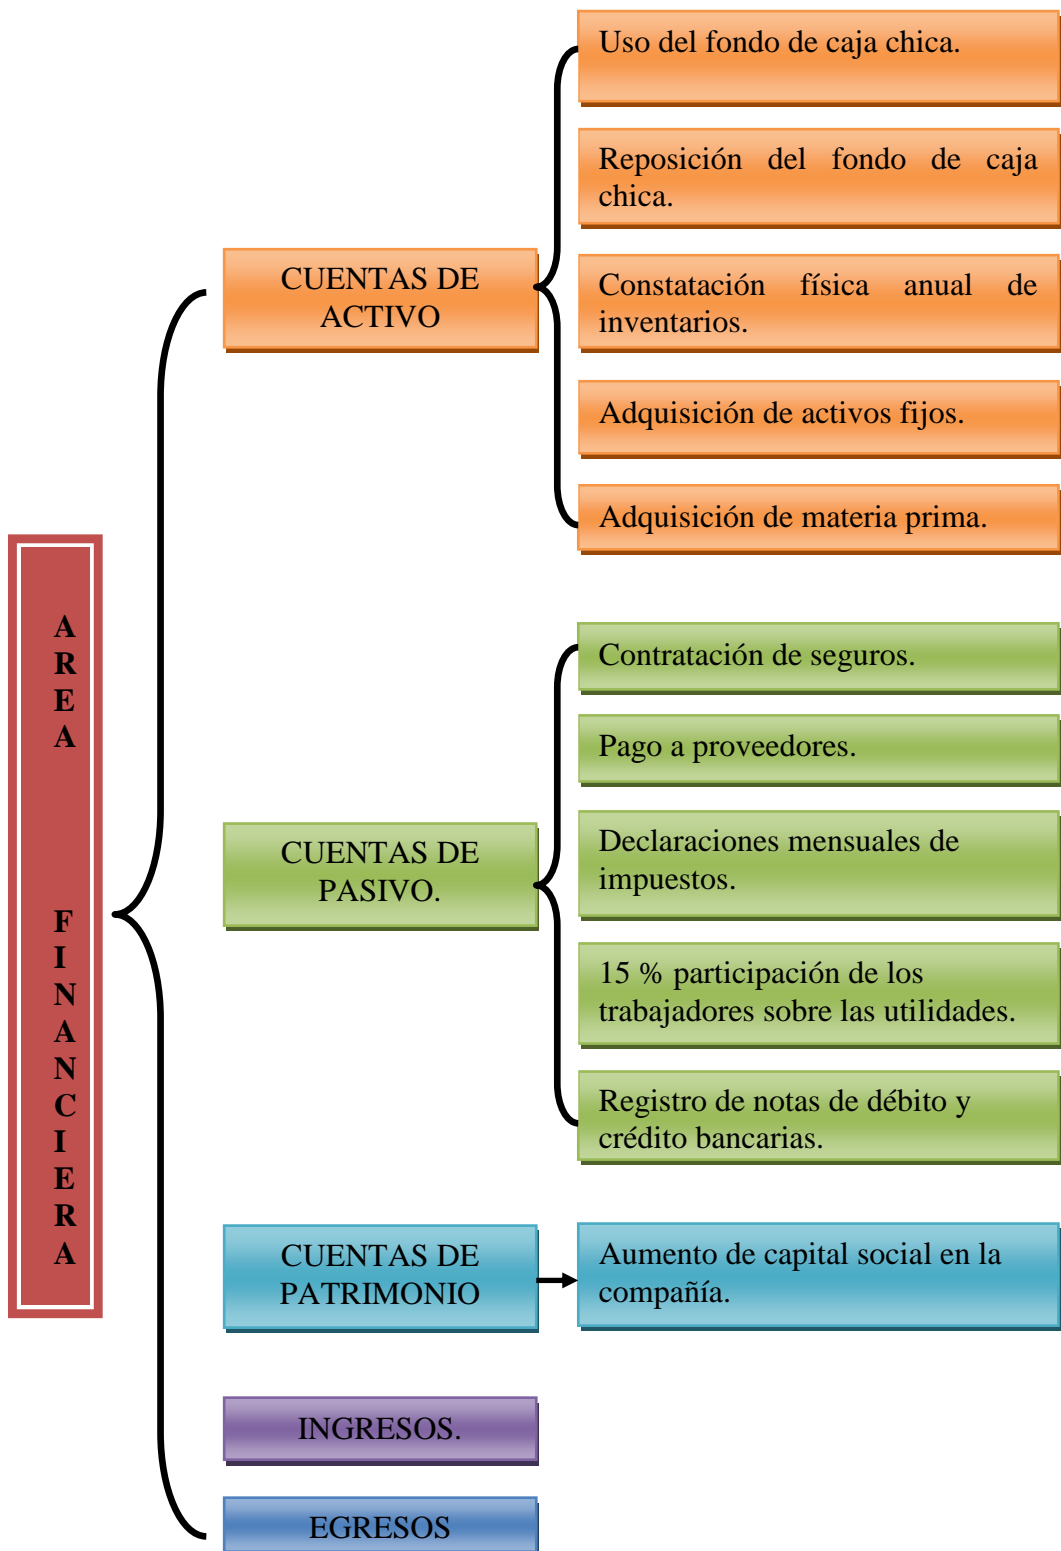 AREA
FINANCIERA
CUENTAS DE
ACTIVO
Uso del fondo de caja chica.
Reposición del fondo de caja
chica.
Constatación física anual de
inventarios.
Adquisición de activos fijos.
Adquisición de materia prima.
CUENTAS DE
PASIVO.
Contratación de seguros.
Pago a proveedores.
Declaraciones mensuales de
impuestos.
15 % participación de los
trabajadores sobre las utilidades.
Registro de notas de débito y
crédito bancarias.
CUENTAS DE
PATRIMONIO
Aumento de capital social en la
compañía.
INGRESOS.
EGRESOS